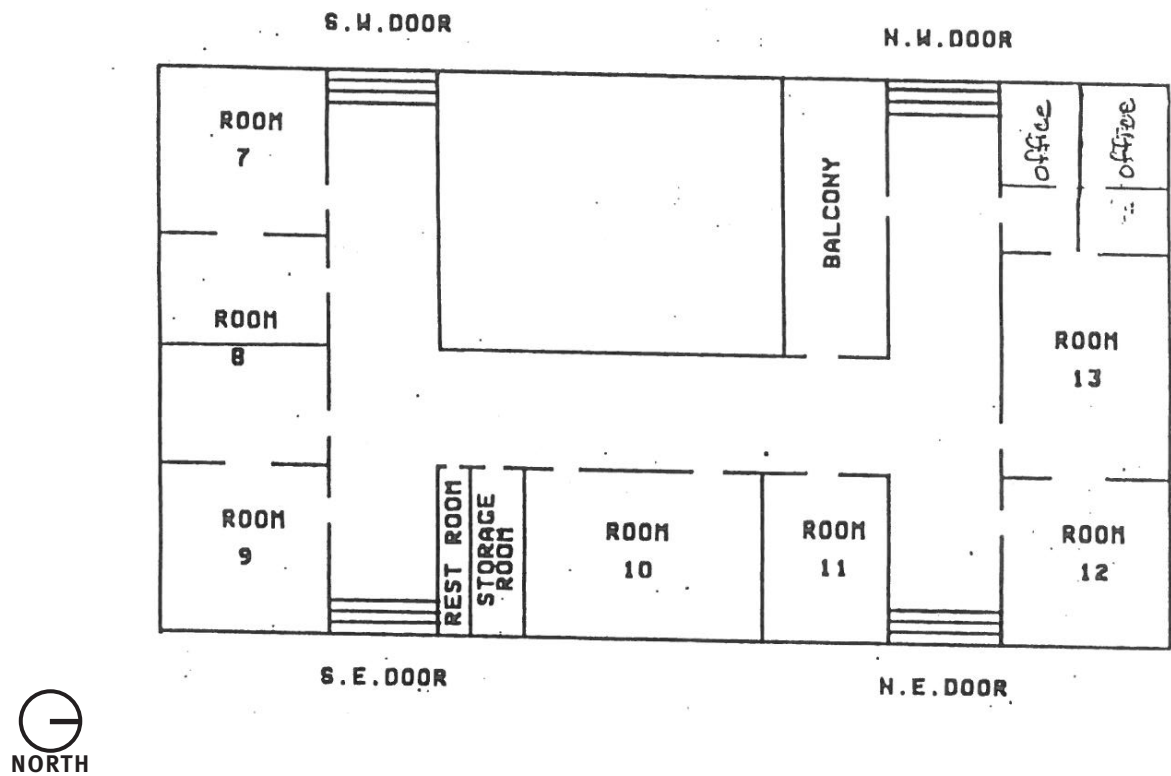 S.W.DOOR
N.W.DOOR
ROOM
7
office
office
BALCONY
ROOM
8
ROOM
13
ROOM
9
REST ROOM
STORAGE
ROOM
ROOM
10
ROOM
11
ROOM
12
S.E.DOOR
N.E.DOOR
NORTH